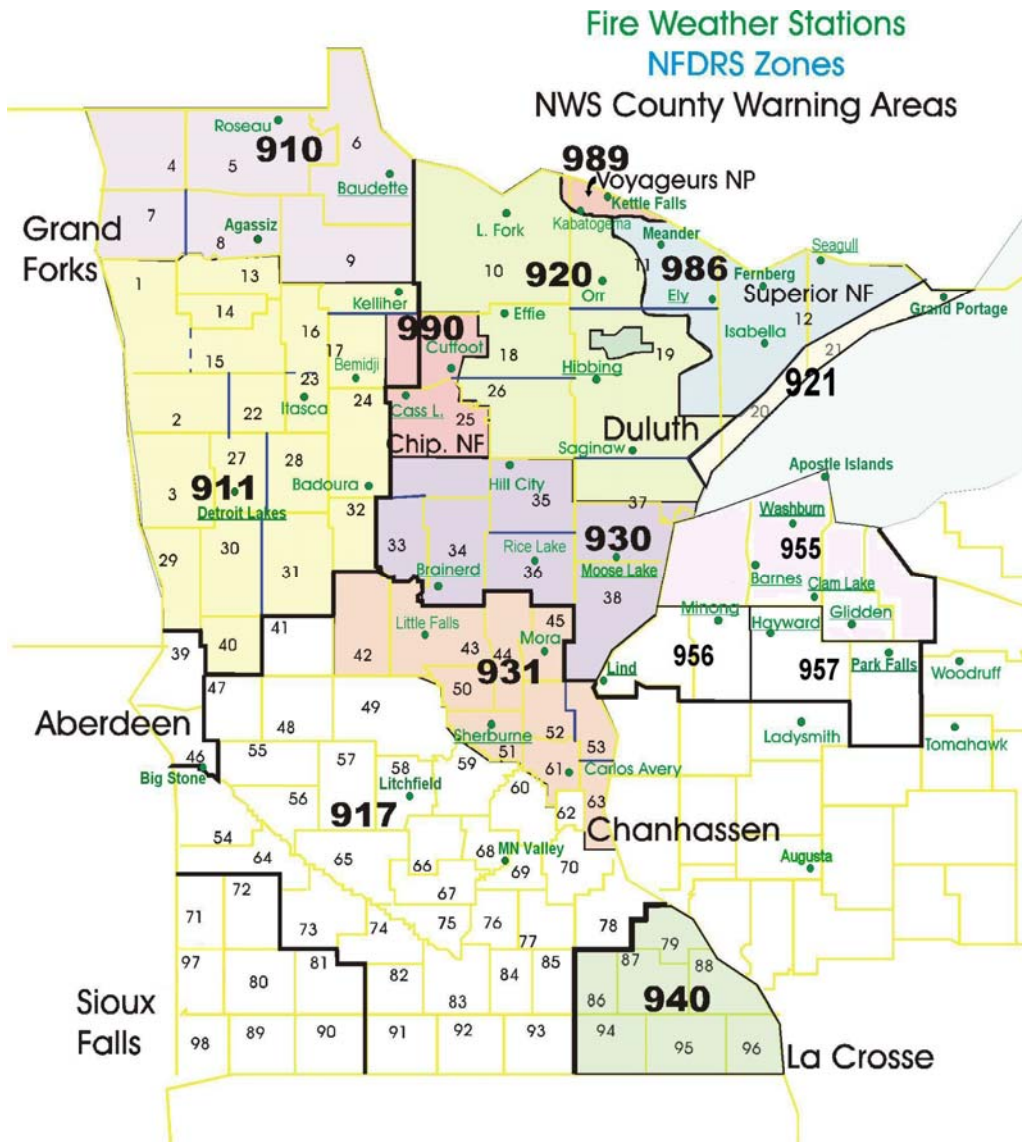 Fire Weather Stations
NFDRS Zones
NWS County Warning Areas
Roseau
910
6
4
5
Baudette
989
Voyageurs NP
Kettle Falls
Kabatogema
7
Grand
Forks
Agassiz
8
L. Fork
Meander
Seagull
9
10
920
11
986
Fernberg
1
13
Orr
Superior NF
Kelliher
Ely
Grand Portage
14
990
Effie
12
16
Cutfoot
18
Isabella
21
15
17
19
23
Bemidji
Hibbing
921
Itasca
24
Cass L.
26
2
22
25
20
Chip. NF
Duluth
27
28
Saginaw
Apostle Islands
3
911
Badoura
Hill City
Detroit Lakes
35
37
Washburn
32
29
30
31
33
34
Rice Lake
930
955
36
Moose Lake
Barnes
Brainerd
Clam Lake
38
Minong
Glidden
40
41
Little Falls
45
Hayward
39
42
43
44
Mora
956
957
Park Falls
931
Lind
Woodruff
47
50
Aberdeen
49
48
Sherburne
52
Ladysmith
Tomahawk
46
55
57
51
53
Big Stone
58
59
61
Carlos Avery
56
Litchfield
60
917
62
63
Chanhassen
54
65
68
MN Valley
64
66
69
70
Augusta
72
67
71
73
74
75
76
78
77
79
97
81
82
84
85
87
88
80
83
86
940
Sioux
Falls
98
89
90
91
92
93
94
95
96
La Crosse